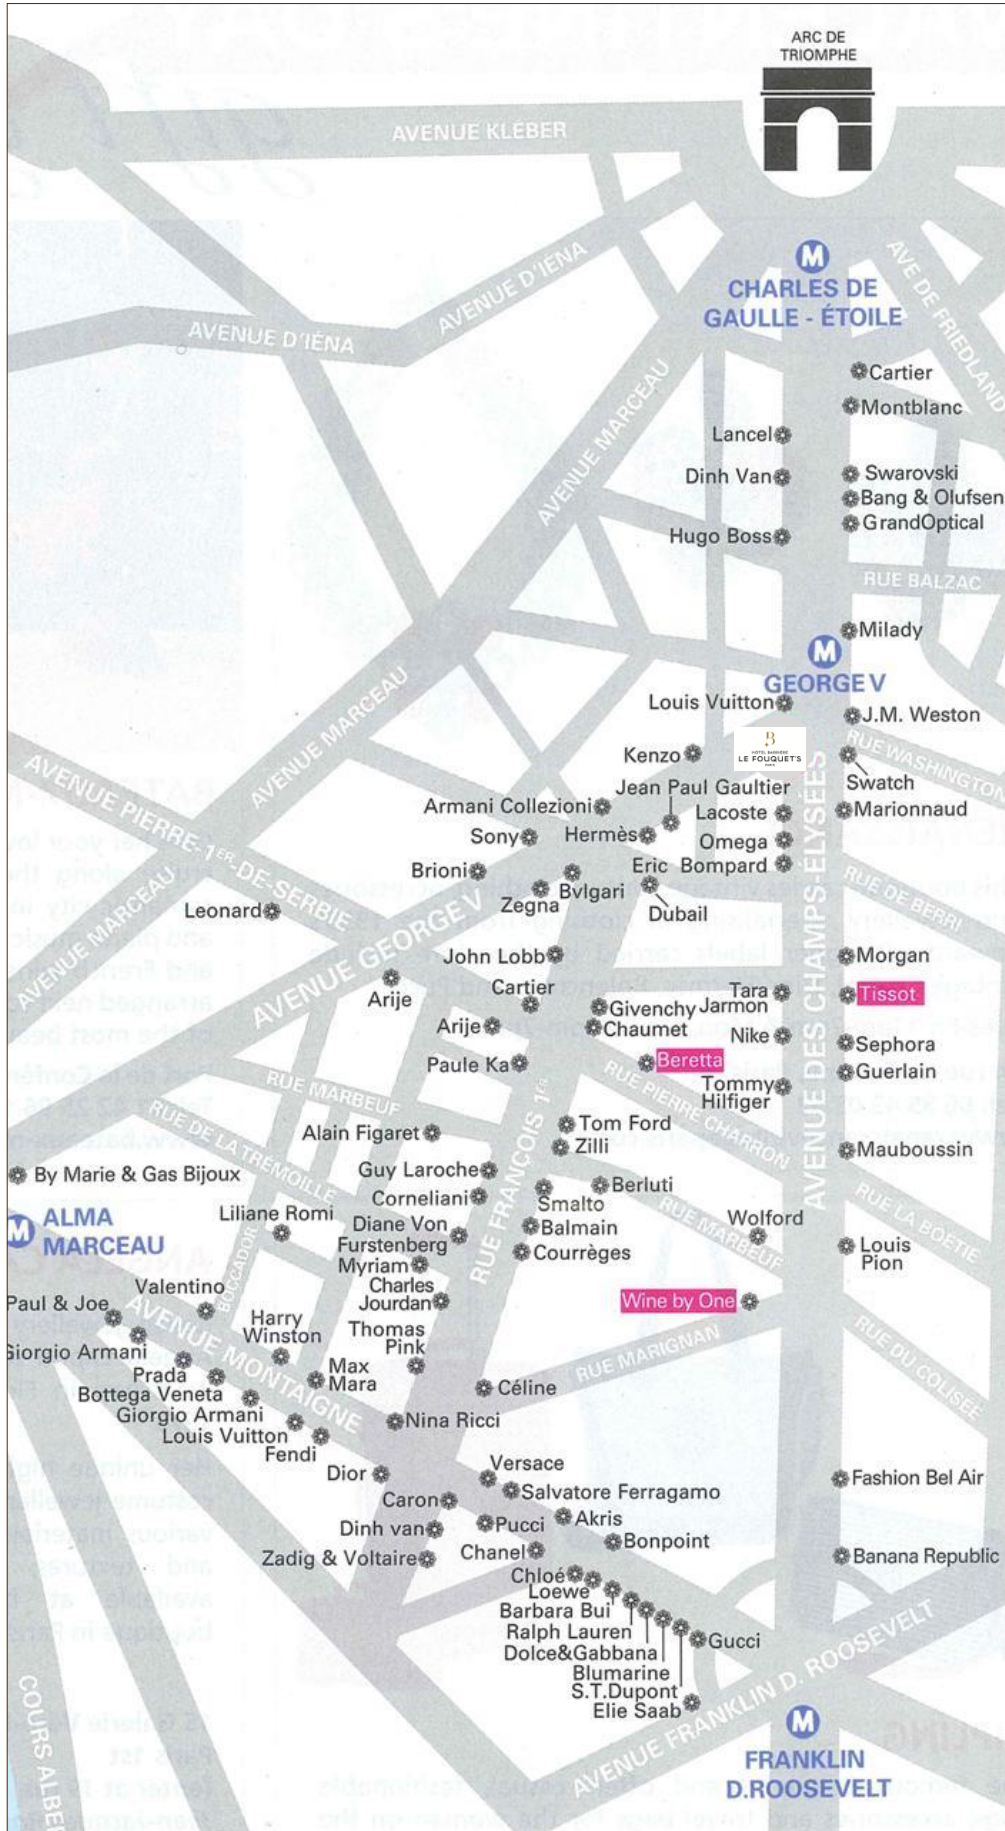 ARC DE
TRIOMPHE
AVENUE KLÉBER
M
CHARLES DE
GAULLE - ÉTOILE
AVE DE FRIEDLAND
AVENUE D'IÉNA
AVENUE D'IÉNA
AVENUE MARCEAU
Cartier
Montblanc
Lancel
Dinh Van
Swarovski
Bang & Olufsen
GrandOptical
Hugo Boss
RUE BALZAC
Milady
M
GEORGE V
AVENUE MARCEAU
Louis Vuitton
J.M. Weston
RUE WASHINGTON
HÔTEL BARRIÈRE
LE FOUQUET'S
PARIS
Kenzo
Swatch
Jean Paul Gaultier
Armani Collezioni
Lacoste
Marionnaud
Sony
Hermès
Omega
AVENUE PIERRE-1ER-DE-SERBIE
Brioni
Bvlgari
Eric Bompard
Zegna
Dubail
RUE DE BERRI
AVENUE MARCEAU
Leonard
AVENUE GEORGE V
AVENUE DES CHAMPS-ÉLYSÉES
John Lobb
Morgan
Arije
Cartier
Givenchy
Tara
Jarmon
Tissot
Arije
Chaumet
Nike
Sephora
Paule Ka
Beretta
Guerlain
RUE MARBEUF
RUE PIERRE CHARRON
Tommy
Hilfiger
RUE DE LA TRÉMOILLE
RUE FRANÇOIS 1ER
Alain Figaret
Tom Ford
Zilli
Mauboussin
By Marie & Gas Bijoux
Guy Laroche
Corneliani
Smalto
Berluti
RUE LA BOÉTIE
M
ALMA
MARCEAU
Liliane Romi
Diane Von
Furstenberg
Balmain
RUE MARBEUF
Wolford
Courrèges
Louis
Pion
Myriam
BOCCADOR
Valentino
Charles
Jourdan
Wine by One
Paul & Joe
AVENUE MONTAIGNE
Harry
Winston
Thomas
Pink
RUE MARIGNAN
RUE DU COLISÉE
Giorgio Armani
Prada
Max
Mara
Bottega Veneta
Céline
Giorgio Armani
Nina Ricci
Louis Vuitton
Fendi
Dior
Versace
Fashion Bel Air
Salvatore Ferragamo
Caron
Akris
Dinh van
Pucci
Bonpoint
Zadig & Voltaire
Chanel
Banana Republic
Chloé
Loewe
Barbara Bui
Ralph Lauren
Dolce&Gabbana
Gucci
Blumarine
S.T.Dupont
Elie Saab
AVENUE FRANKLIN D. ROOSEVELT
COURS ALBE
M
FRANKLIN
D.ROOSEVELT